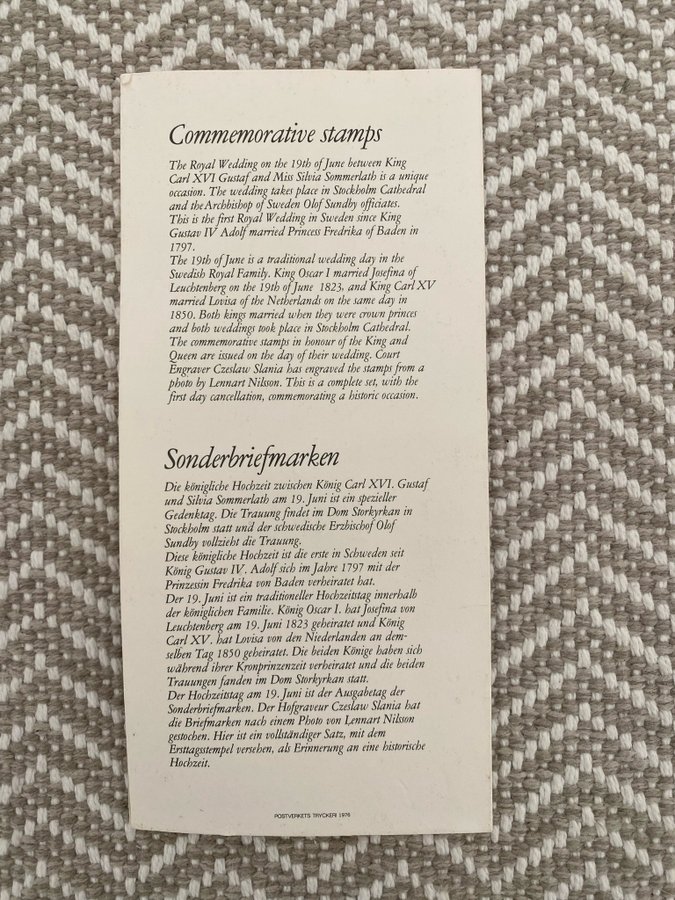 Commemorative stamps
The Royal Wedding on the 19th of June between King
Carl XVI Gustaf and Miss Silvia Sommerlath is a unique
occasion. The wedding takes place in Stockholm Cathedral
and the Archbishop of Sweden Olof Sundby officiates.
This is the first Royal Wedding in Sweden since King
Gustav IV Adolf married Princess Fredrika of Baden in
1797.
The 19th of June is a traditional wedding day in the
Swedish Royal Family. King Oscar I married Josefina of
Leuchtenberg on the 19th of June 1823, and King Carl XV
married Lovisa of the Netherlands on the same day in
1850. Both kings married when they were crown princes
and both weddings took place in Stockholm Cathedral.
The commemorative stamps in honour of the King and
Queen are issued on the day of their wedding. Court
Engraver Czeslaw Slania has engraved the stamps from a
photo by Lennart Nilsson. This is a complete set, with the
first day cancellation, commemorating a historic occasion.
Sonderbriefmarken
Die königliche Hochzeit zwischen König Carl XVI. Gustaf
und Silvia Sommerlath am 19. Juni ist ein spezieller
Gedenktag. Die Trauung findet im Dom Storkyrkan in
Stockholm statt und der schwedische Erzbischof Olof
Sundby vollzieht die Trauung.
Diese königliche Hochzeit ist die erste in Schweden seit
König Gustav IV. Adolf sich im Jahre 1797 mit der
Prinzessin Fredrika von Baden verheiratet hat.
Der 19. Juni ist ein traditioneller Hochzeitstag innerhalb
der königlichen Familie. König Oscar I. hat Josefina von
Leuchtenberg am 19. Juni 1823 geheiratet und König
Carl XV. hat Lovisa von den Niederlanden an dem-
selben Tag 1850 geheiratet. Die beiden Könige haben sich
während ihrer Kronprinzenzeit verheiratet und die beiden
Trauungen fanden im Dom Storkyrkan statt.
Der Hochzeitstag am 19. Juni ist der Ausgabetag der
Sonderbriefmarken. Der Hofgraveur Czeslaw Slania hat
die Briefmarken nach einem Photo von Lennart Nilsson
gestochen. Hier ist ein vollständiger Satz, mit dem
Ersttagsstempel versehen, als Erinnerung an eine historische
Hochzeit.
POSTVERKETS TRYCKERI 1976